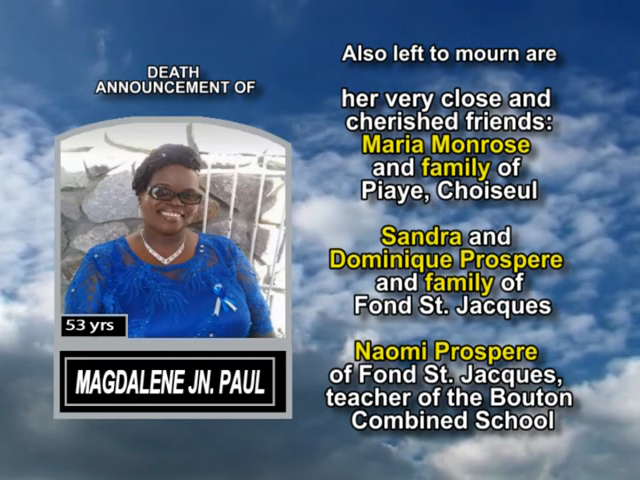 DEATH
ANNOUNCEMENT OF
53 yrs
MAGDALENE JN. PAUL
Also left to mourn are
her very close and
cherished friends:
Maria Monrose
and family of
Piaye, Choiseul
Sandra and
Dominique Prospere
and family of
Fond St. Jacques
Naomi Prospere
of Fond St. Jacques,
teacher of the Bouton
Combined School